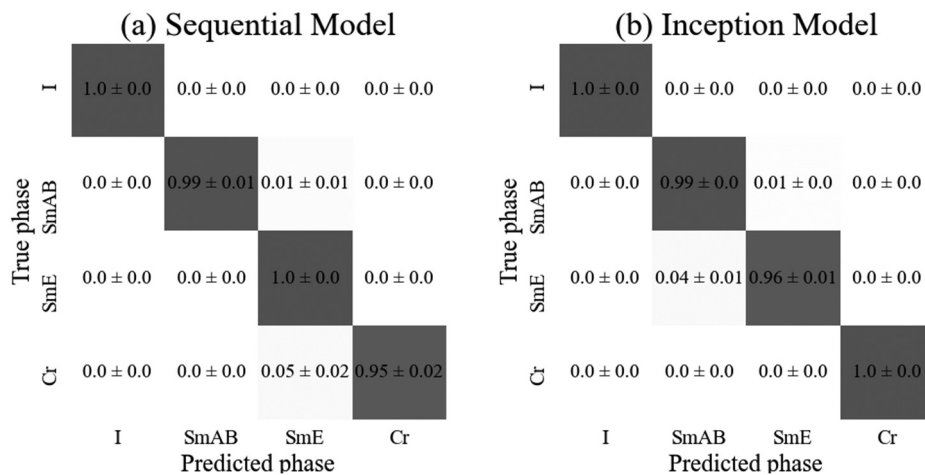 (a) Sequential Model
True phase
I
1.0 ± 0.0 0.0 ± 0.0 0.0 ± 0.0 0.0 ± 0.0
SmAB
0.0 ± 0.0 0.99 ± 0.01 0.01 ± 0.01 0.0 ± 0.0
SmE
0.0 ± 0.0 0.0 ± 0.0 1.0 ± 0.0 0.0 ± 0.0
Cr
0.0 ± 0.0 0.0 ± 0.0 0.05 ± 0.02 0.95 ± 0.02
I SmAB SmE Cr
Predicted phase
(b) Inception Model
True phase
I
1.0 ± 0.0 0.0 ± 0.0 0.0 ± 0.0 0.0 ± 0.0
SmAB
0.0 ± 0.0 0.99 ± 0.0 0.01 ± 0.0 0.0 ± 0.0
SmE
0.0 ± 0.0 0.04 ± 0.01 0.96 ± 0.01 0.0 ± 0.0
Cr
0.0 ± 0.0 0.0 ± 0.0 0.0 ± 0.0 1.0 ± 0.0
I SmAB SmE Cr
Predicted phase